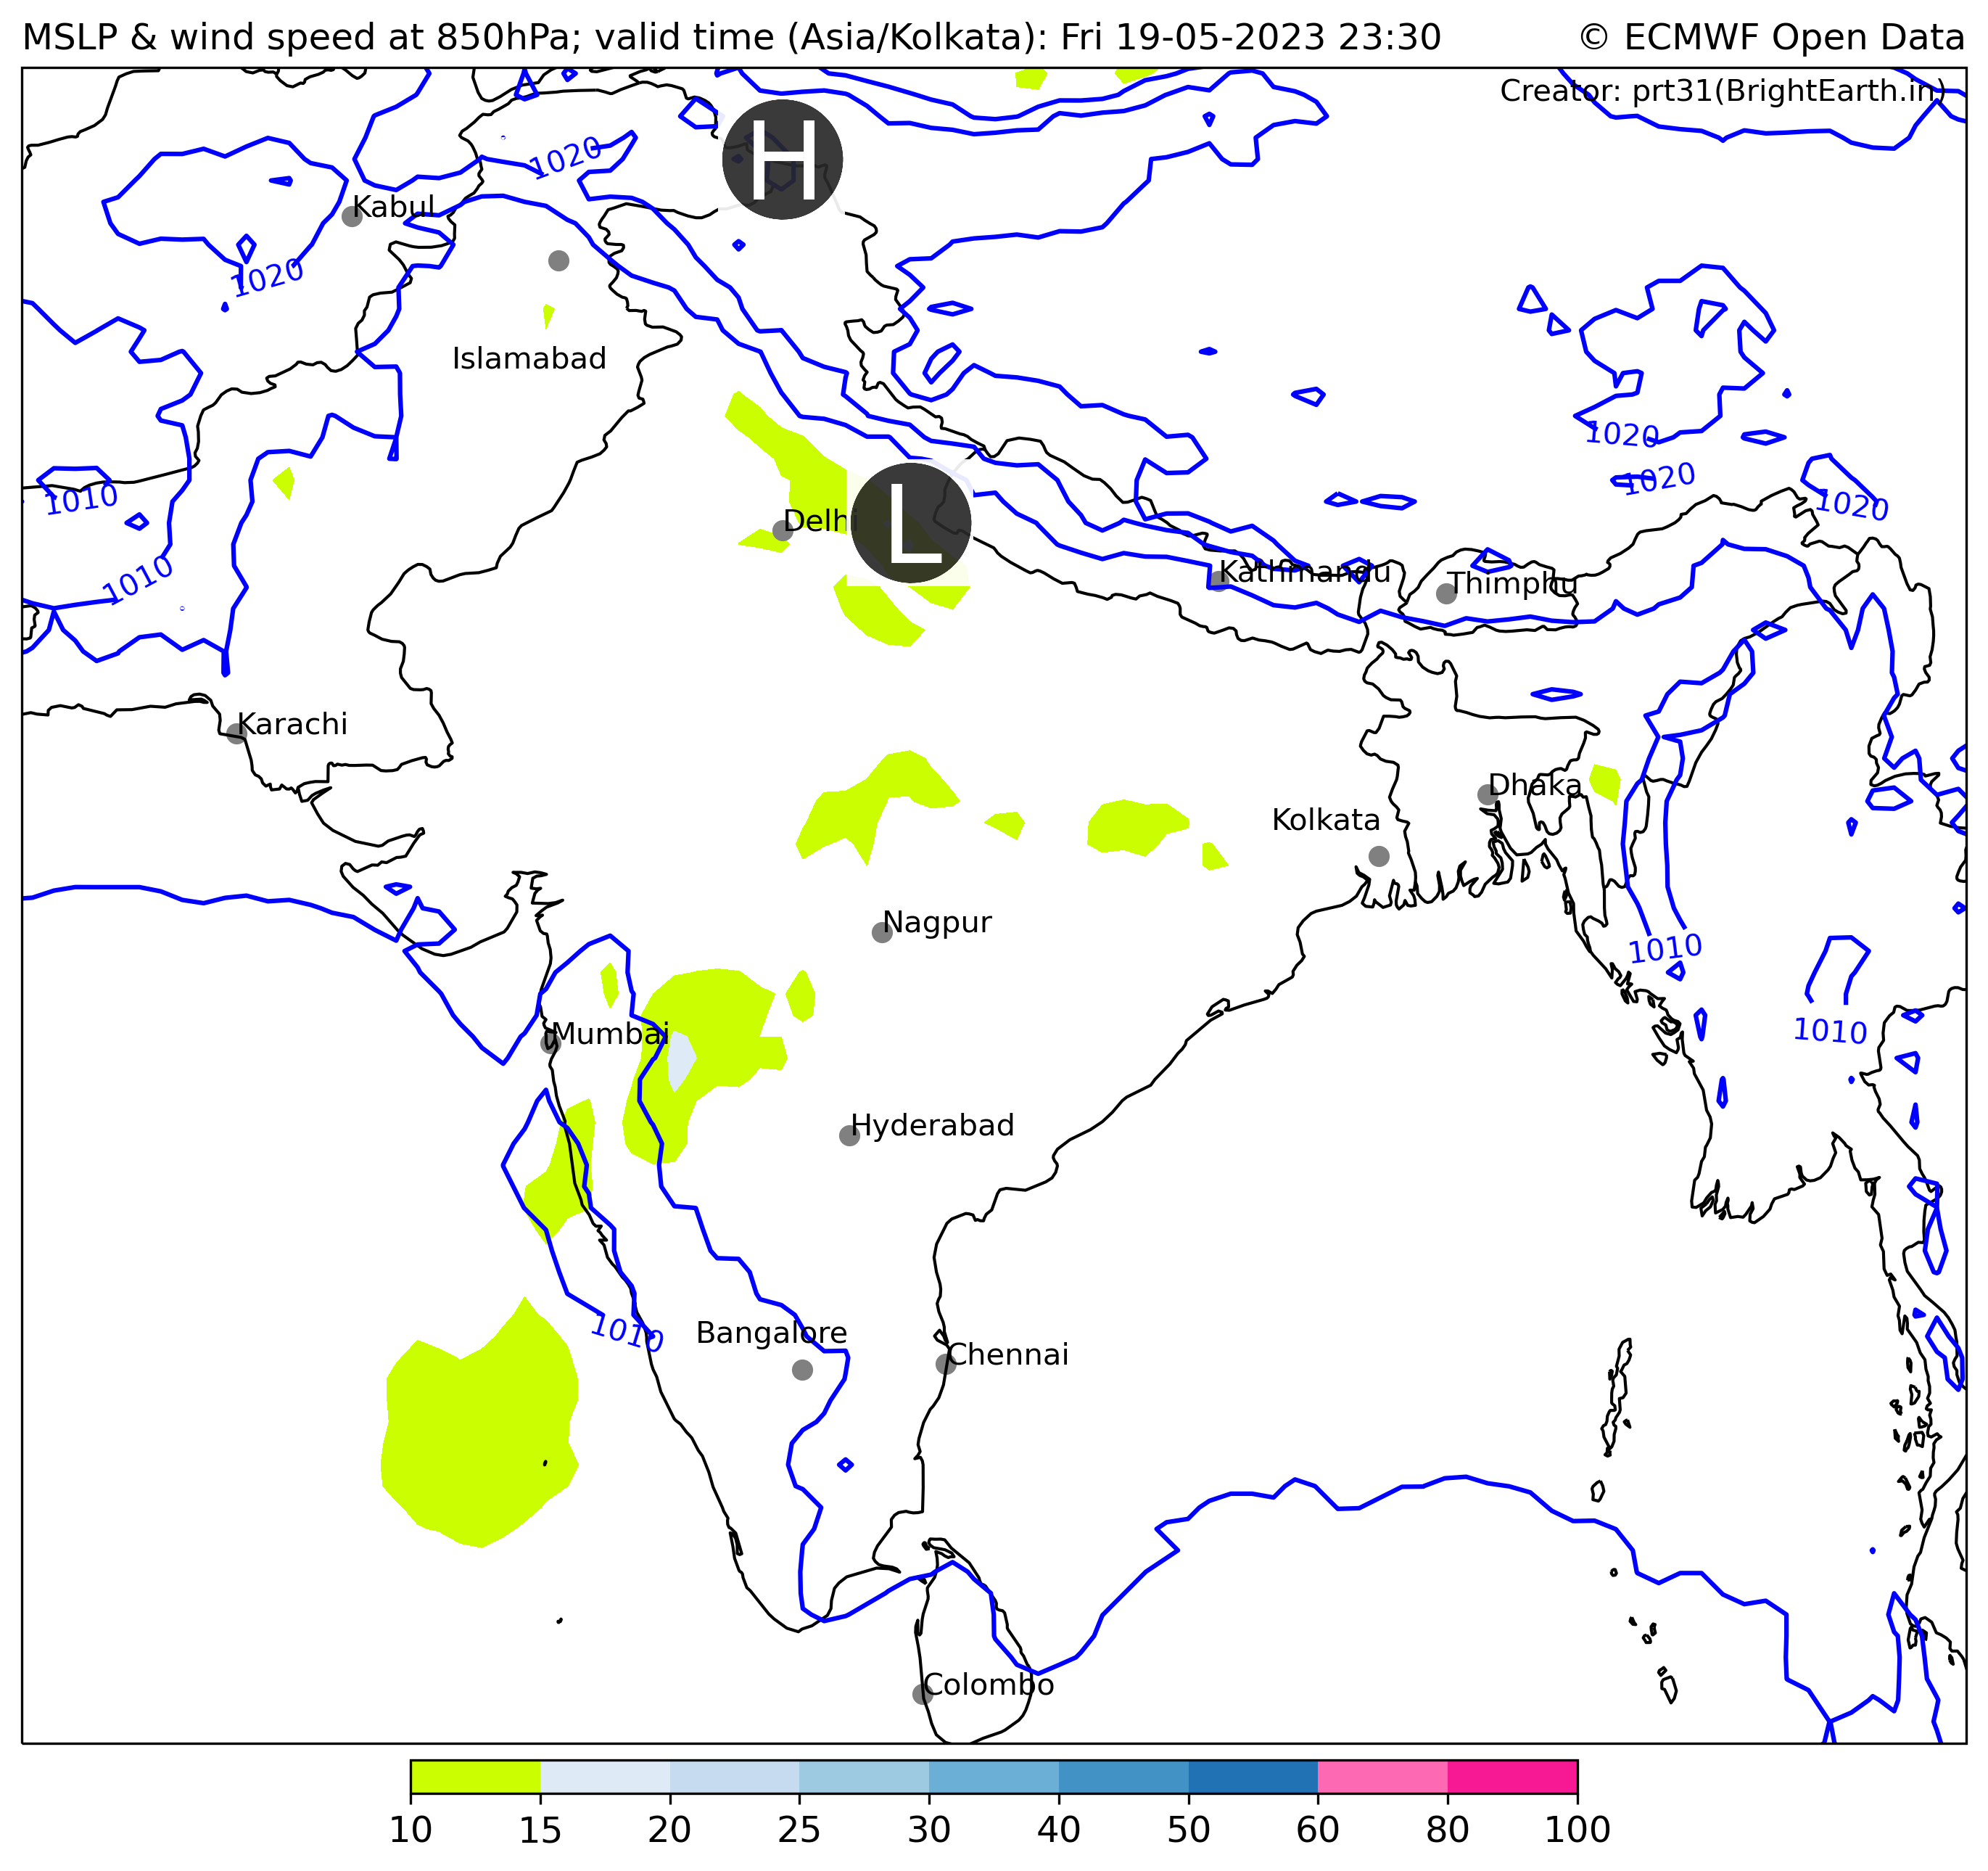 MSLP & wind speed at 850hPa; valid time (Asia/Kolkata): Fri 19-05-2023 23:30 © ECMWF Open Data
Creator: prt31(BrightEarth.in)
H
1020
Kabul
1020
Islamabad
1020
1020
1020
1010
L
Delhi
Kathmandu
Thimphu
1010
Karachi
Dhaka
Kolkata
Nagpur
1010
1010
Mumbai
Hyderabad
1010
Bangalore
Chennai
Colombo
10 15 20 25 30 40 50 60 80 100